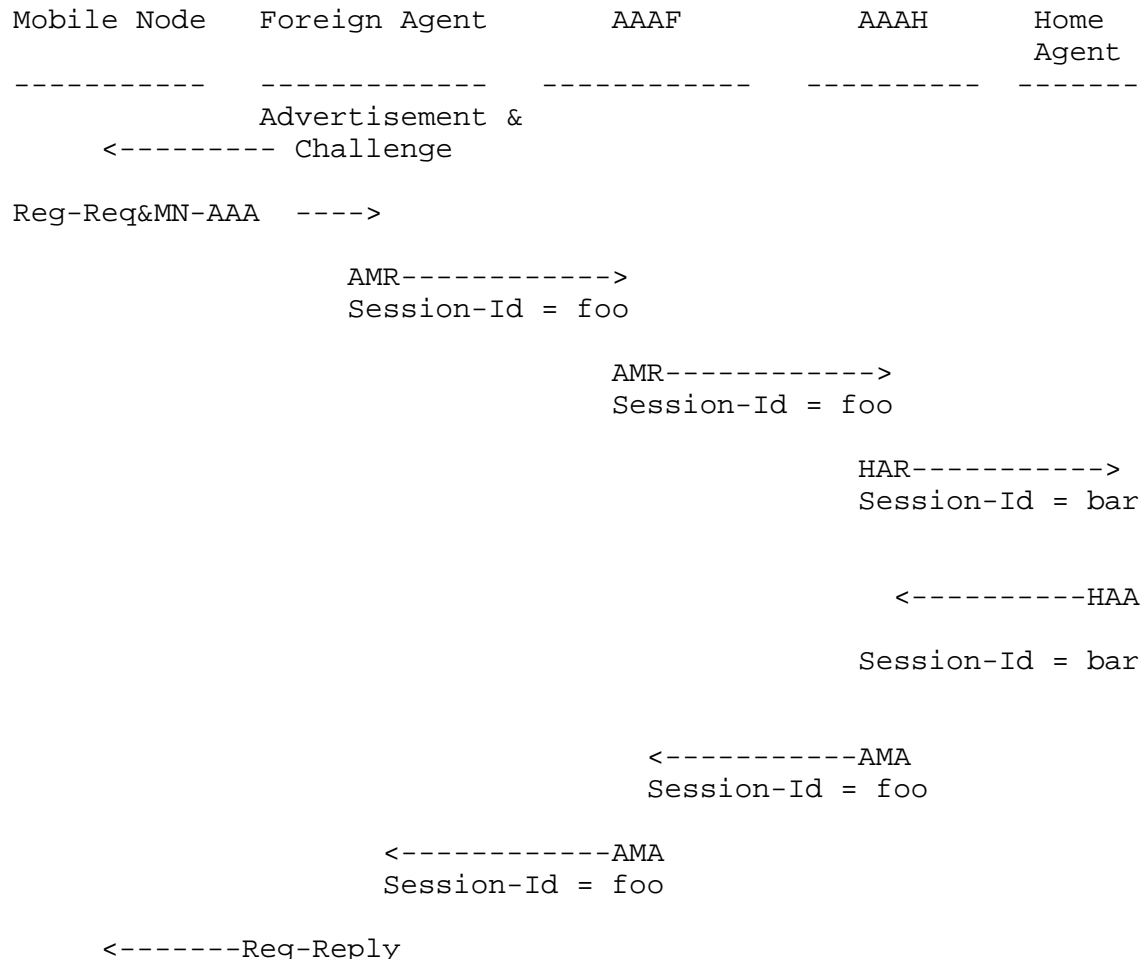 Mobile Node   Foreign Agent       AAAF             AAAH      Home
                                                          Agent
-----------   -------------   ------------   ----------  -------
              Advertisement &
     <--------- Challenge
Reg-Req&MN-AAA  ---->
                   AMR------------>
                   Session-Id = foo
                                  AMR------------>
                                  Session-Id = foo
                                                HAR----------->
                                                Session-Id = bar
                                                  <----------HAA
                                                Session-Id = bar
                                    <-----------AMA
                                    Session-Id = foo
                     <------------AMA
                     Session-Id = foo
     <-------Reg-Reply